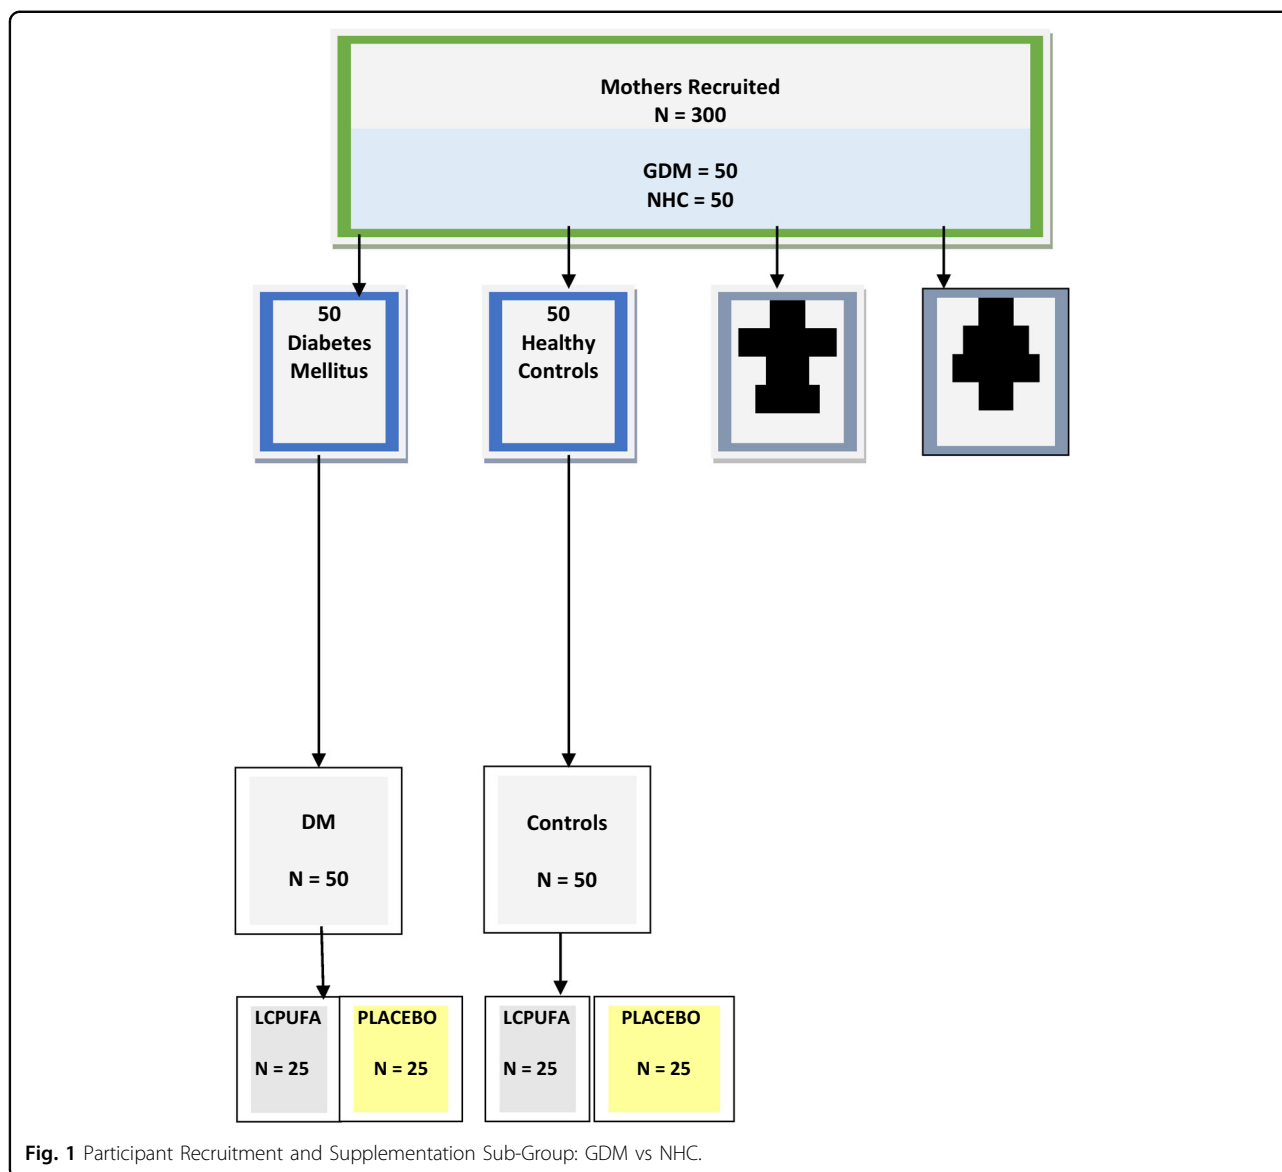 Mothers Recruited
N = 300
GDM = 50
NHC = 50
50
Diabetes
Mellitus
50
Healthy
Controls
DM
N = 50
Controls
N = 50
LCPUFA
N = 25
PLACEBO
N = 25
LCPUFA
N = 25
PLACEBO
N = 25
Fig. 1 Participant Recruitment and Supplementation Sub-Group: GDM vs NHC.